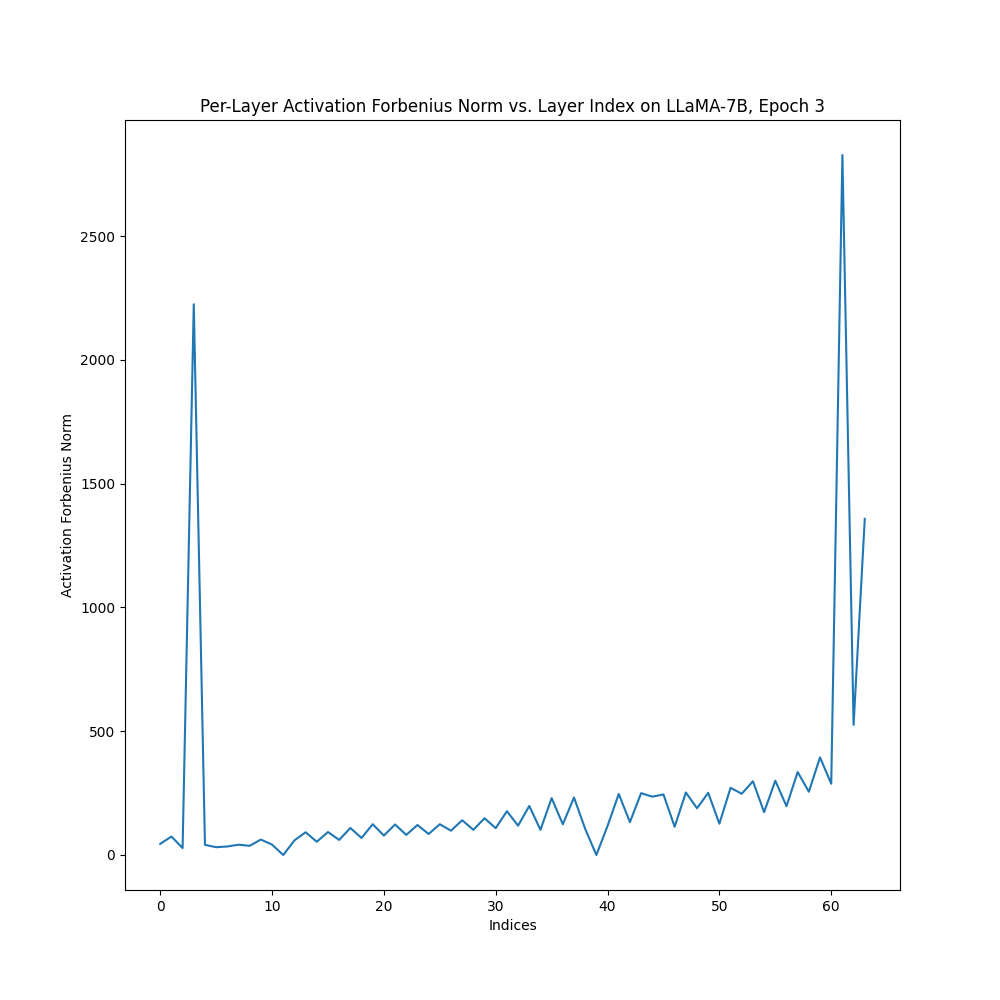 Per-Layer Activation Forbenius Norm vs. Layer Index on LLaMA-7B, Epoch 3
Activation Forbenius Norm
2500
2000
1500
1000
500
0
0 10 20 30 40 50 60
Indices